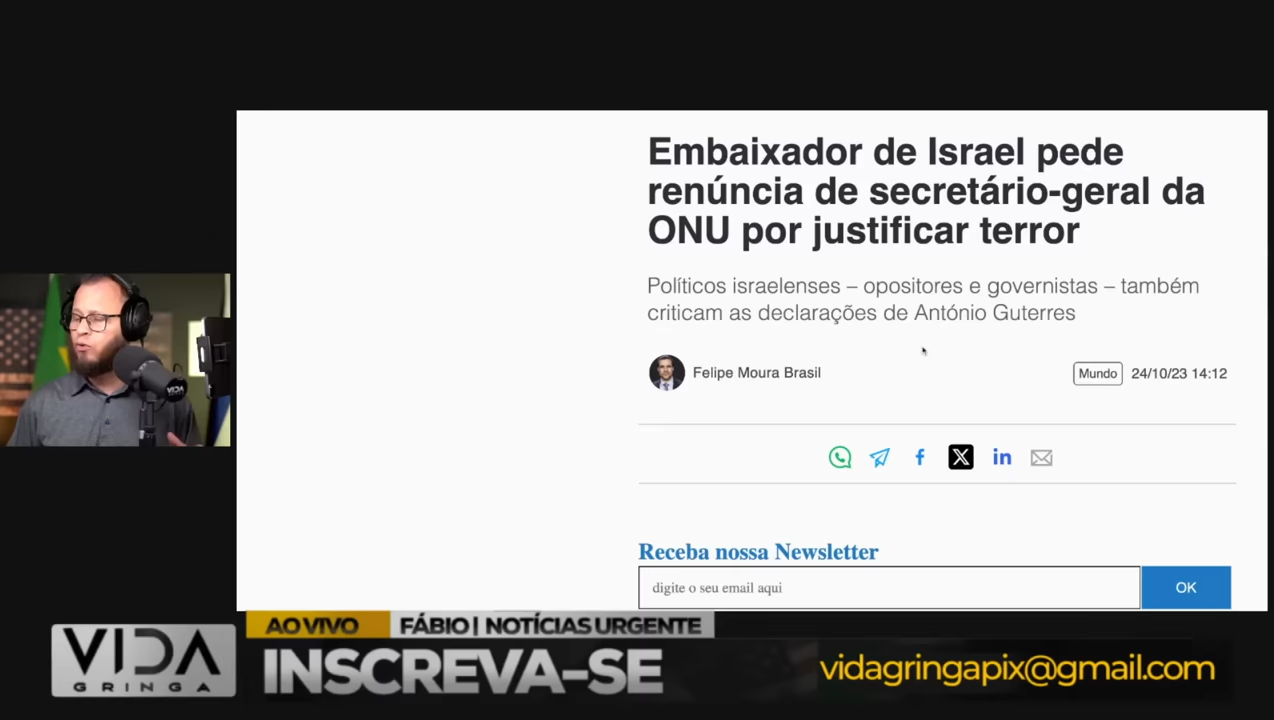 Embaixador de Israel pede
renúncia de secretário-geral da
ONU por justificar terror
Políticos israelenses – opositores e governistas – também
criticam as declarações de António Guterres
Felipe Moura Brasil
Mundo
24/10/23 14:12
Receba nossa Newsletter
digite o seu email aqui
OK
VIDA
GRINGA
AO VIVO
FÁBIO | NOTÍCIAS URGENTE
INSCREVA-SE
vidagringapix@gmail.com
VIDA